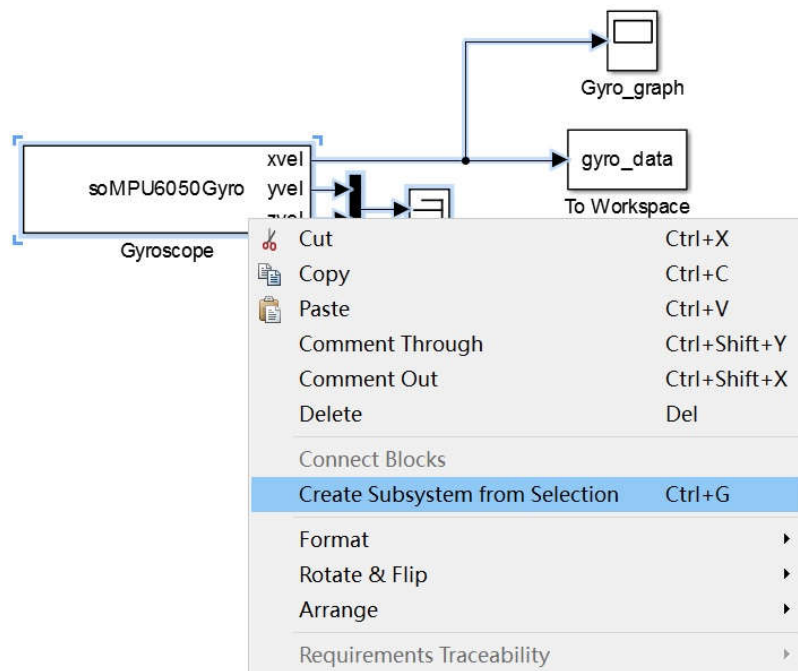 Gyro_graph
xvel
soMPU6050Gyro yvel
gyro_data
zvel
To Workspace
Gyroscope
Cut Ctrl+X
Copy Ctrl+C
Paste Ctrl+V
Comment Through Ctrl+Shift+Y
Comment Out Ctrl+Shift+X
Delete Del
Connect Blocks
Create Subsystem from Selection Ctrl+G
Format
Rotate & Flip
Arrange
Requirements Traceability